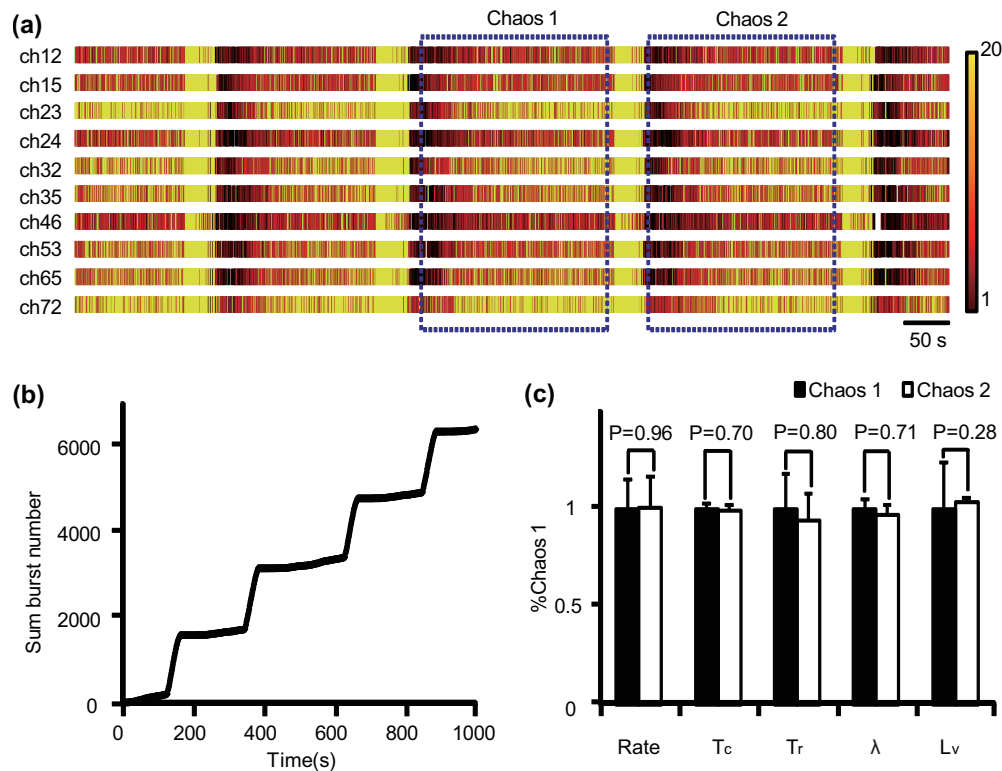 (a)
Chaos 1
Chaos 2
ch12
ch15
ch23
ch24
ch32
ch35
ch46
ch53
ch65
ch72
20
1
50 s
(b)
Sum burst number
6000
4000
2000
0
0
200
400
600
800
1000
Time(s)
(c)
Chaos 1
Chaos 2
P=0.96
P=0.70
P=0.80
P=0.71
P=0.28
%Chaos 1
1
0.5
0
Rate
Tc
Tr
λ
Lv